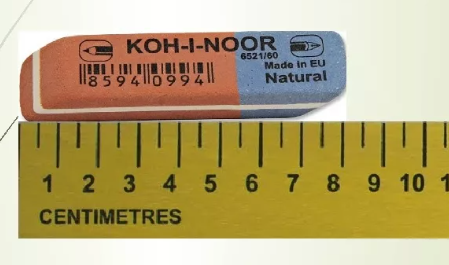 KOH-I-NOOR
6521/60
Made in EU
Natural
8594 0994
1 2 3 4 5 6 7 8 9 10 1
CENTIMETRES